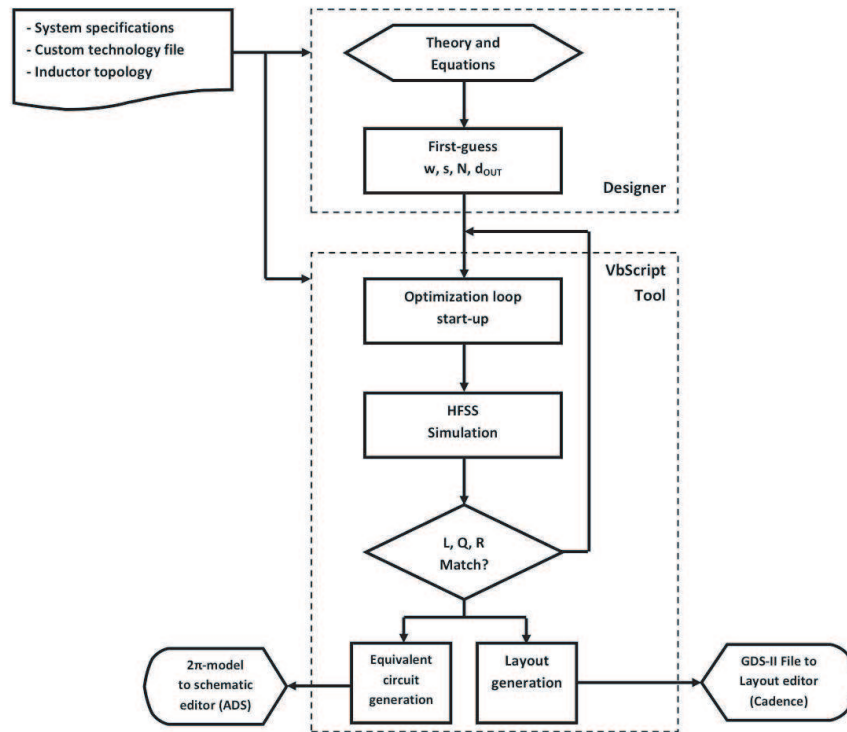 - System specifications
- Custom technology file
- Inductor topology
Theory and
Equations
First-guess
w, s, N, dOUT
Designer
VbScript
Tool
Optimization loop
start-up
HFSS
Simulation
L, Q, R
Match?
Equivalent
circuit
generation
Layout
generation
2π-model
to schematic
editor (ADS)
GDS-II File to
Layout editor
(Cadence)